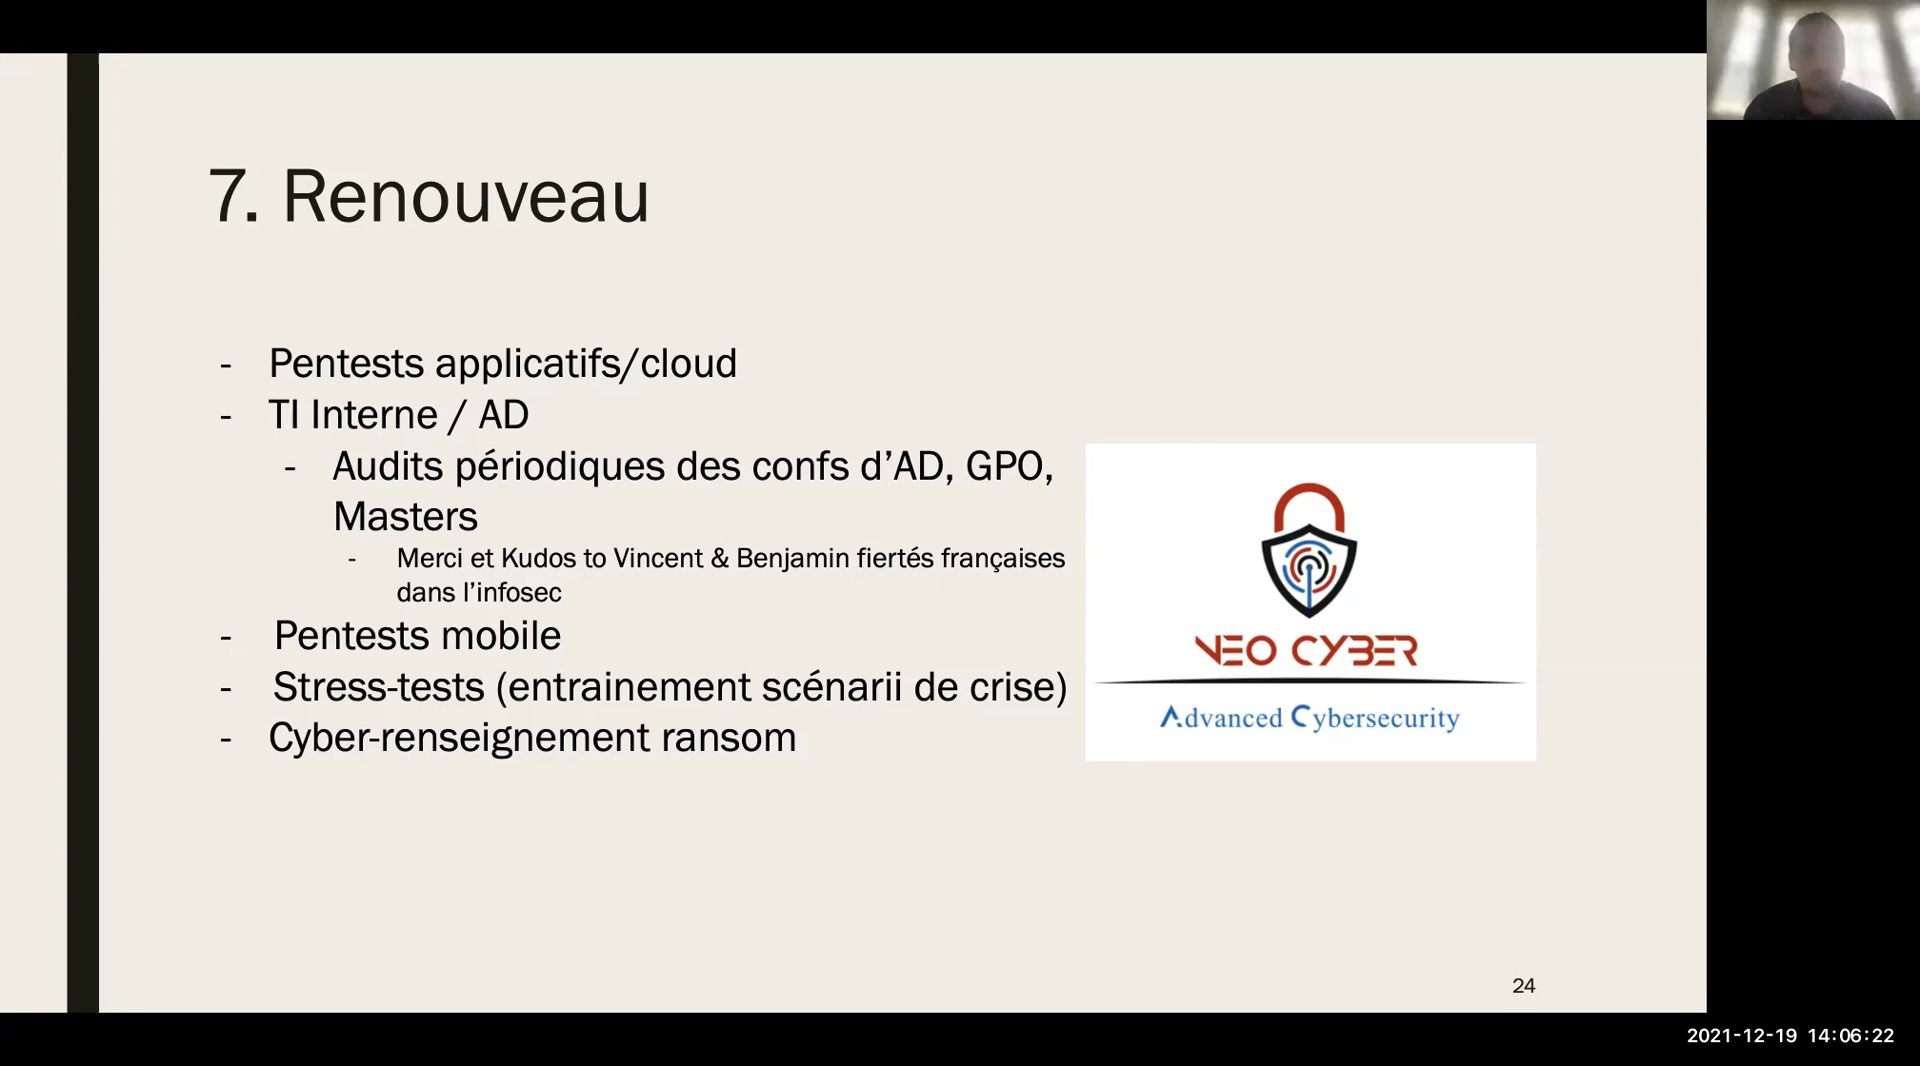 7. Renouveau
- Pentests applicatifs/cloud
- TI Interne / AD
- Audits périodiques des confs d’AD, GPO,
Masters
- Merci et Kudos to Vincent & Benjamin fiertés françaises
dans l’infosec
- Pentests mobile
- Stress-tests (entrainement scénarii de crise)
- Cyber-renseignement ransom
NEO CYBER
Advanced Cybersecurity
24
2021-12-19 14:06:22